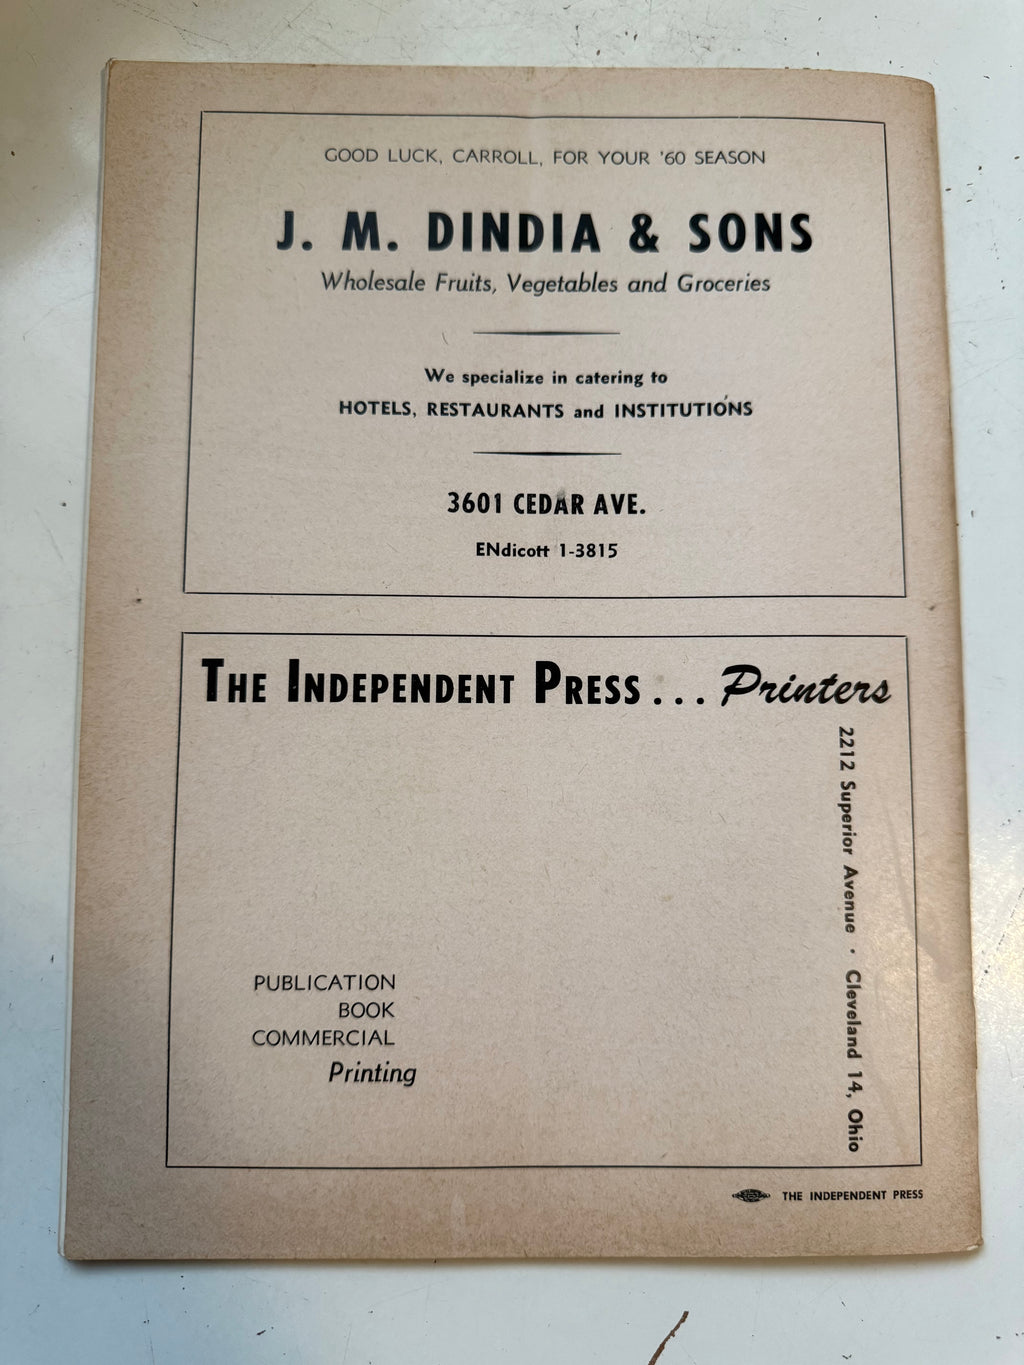 GOOD LUCK, CARROLL, FOR YOUR '60 SEASON
J. M. DINDIA & SONS
Wholesale Fruits, Vegetables and Groceries
We specialize in catering to
HOTELS, RESTAURANTS and INSTITUTIONS
3601 CEDAR AVE.
ENdicott 1-3815
THE INDEPENDENT PRESS . . . Printers
2212 Superior Avenue · Cleveland 14, Ohio
PUBLICATION
BOOK
COMMERCIAL
Printing
THE INDEPENDENT PRESS